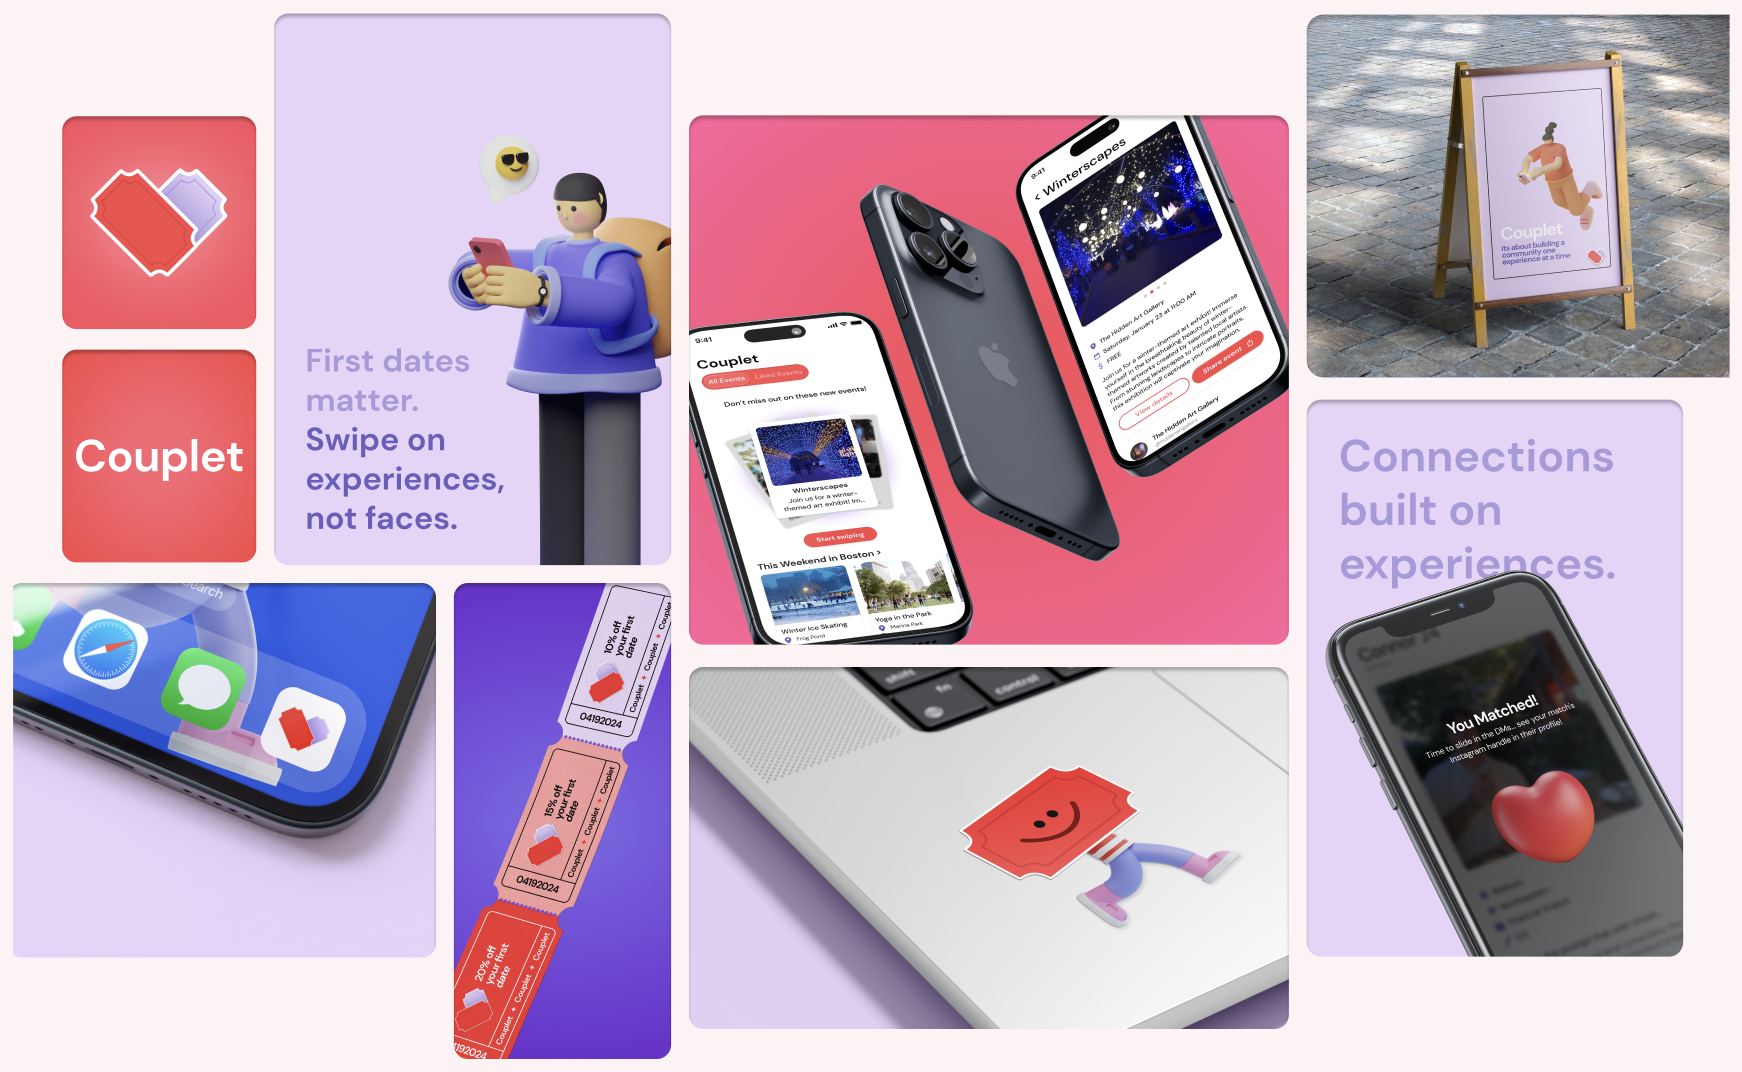 Couplet
First dates
matter.
Swipe on
experiences,
not faces.
9:41
Couplet
All Events
Liked Events
Don't miss out on these new events!
Winterscapes
Join us for a winter-
themed art exhibit! Im...
Start swiping
This Weekend in Boston >
Winter Ice Skating
Frog Pond
Yoga in the Park
Marina Park
9:41
< Winterscapes
The Hidden Art Gallery
Saturday, January 23 at 11:00 AM
FREE
Join us for a winter-themed art exhibit! Immerse
yourself in the breathtaking beauty of winter-
themed artworks created by talented local artists.
From stunning landscapes to intricate portraits,
this exhibition will captivate your imagination.
View details
Share event
The Hidden Art Gallery
Couplet
its about building a
community one
experience at a time
Connections
built on
experiences.
Connor 24
You Matched!
Time to slide in the DMs...see your match's
Instagram handle in their profile!
Search
10% off
your first
date
Couplet + Couplet
04192024
15% off
your first
date
Couplet + Couplet + Couplet
04192024
20% off
your first
date
Couplet + Couplet + Couplet
04192024
shift
fn
control